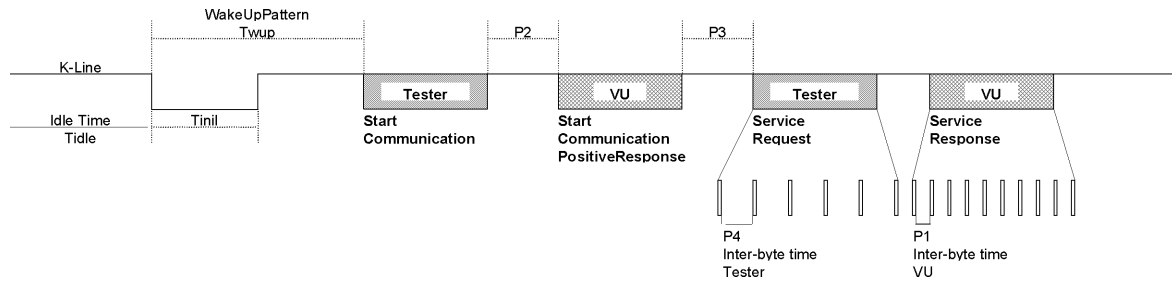 WakeUpPattern
Twup
P2
P3
K-Line
Tester
VU
Tester
VU
Idle Time
Tidle
Tinil
Start
Communication
Start
Communication
PositiveResponse
Service
Request
Service
Response
P4
Inter-byte time
Tester
P1
Inter-byte time
VU